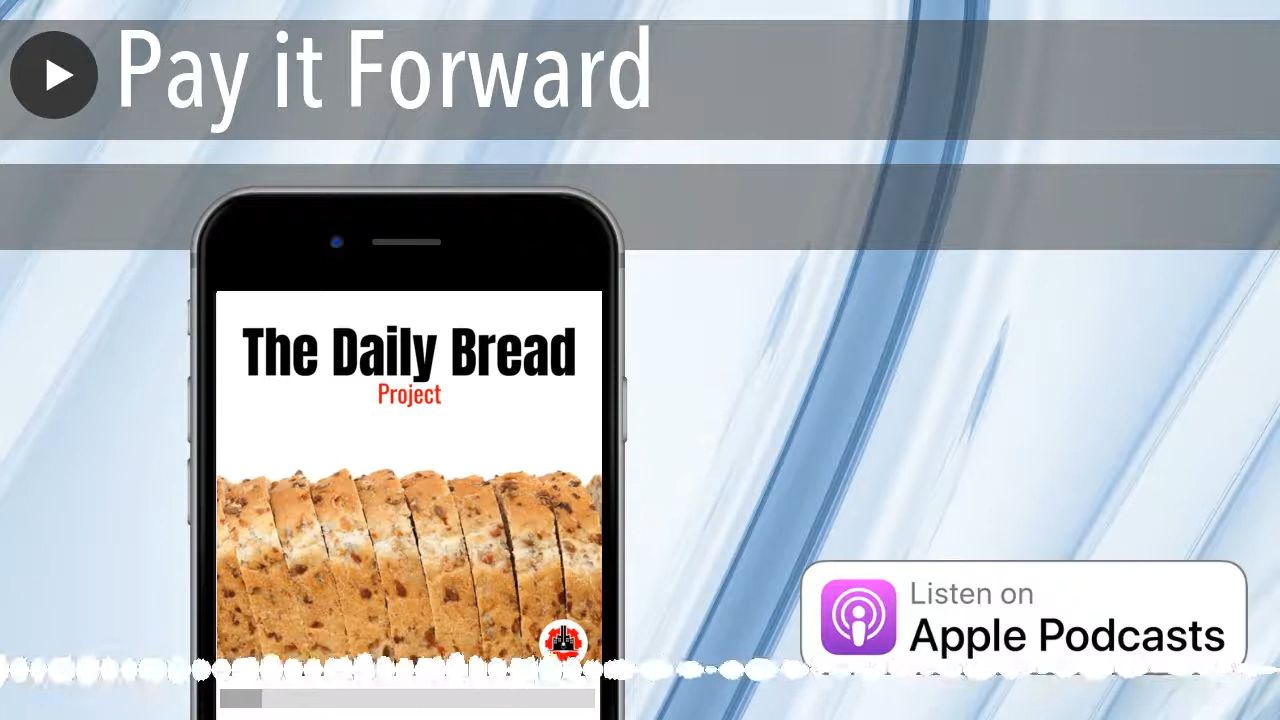 Pay it Forward
The Daily Bread
Project
Listen on
Apple Podcasts